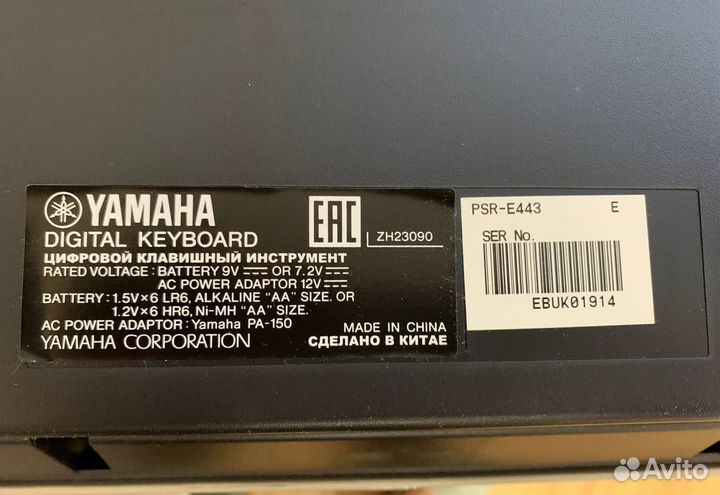 YAMAHA
DIGITAL KEYBOARD
EAC
ZH23090
ЦИФРОВОЙ КЛАВИШНЫЙ ИНСТРУМЕНТ
RATED VOLTAGE: BATTERY 9V ⎓ OR 7.2V ⎓
AC POWER ADAPTOR 12V ⎓
BATTERY: 1.5V×6 LR6, ALKALINE "AA" SIZE. OR
1.2V×6 HR6, Ni-MH "AA" SIZE.
AC POWER ADAPTOR: Yamaha PA-150
MADE IN CHINA
YAMAHA CORPORATION
СДЕЛАНО В КИТАЕ
PSR-E443 E
SER No.
EBUK01914
Avito